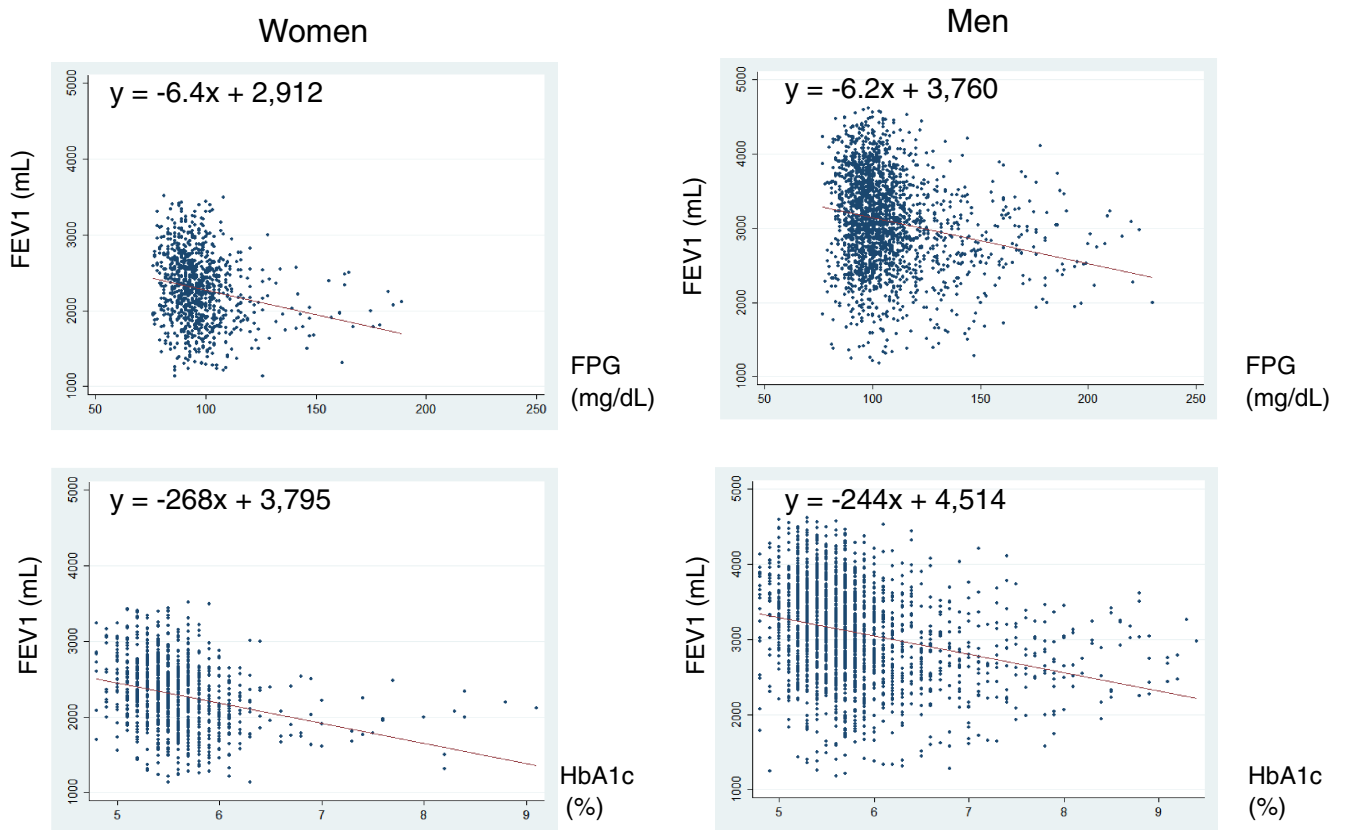 Women
Men
y = -6.4x + 2,912
5000
4000
3000
2000
1000
FEV1 (mL)
50 100 150 200 250
FPG
(mg/dL)
y = -6.2x + 3,760
5000
4000
3000
2000
1000
FEV1 (mL)
50 100 150 200 250
FPG
(mg/dL)
y = -268x + 3,795
5000
4000
3000
2000
1000
FEV1 (mL)
5 6 7 8 9
HbA1c
(%)
y = -244x + 4,514
5000
4000
3000
2000
1000
FEV1 (mL)
5 6 7 8 9
HbA1c
(%)